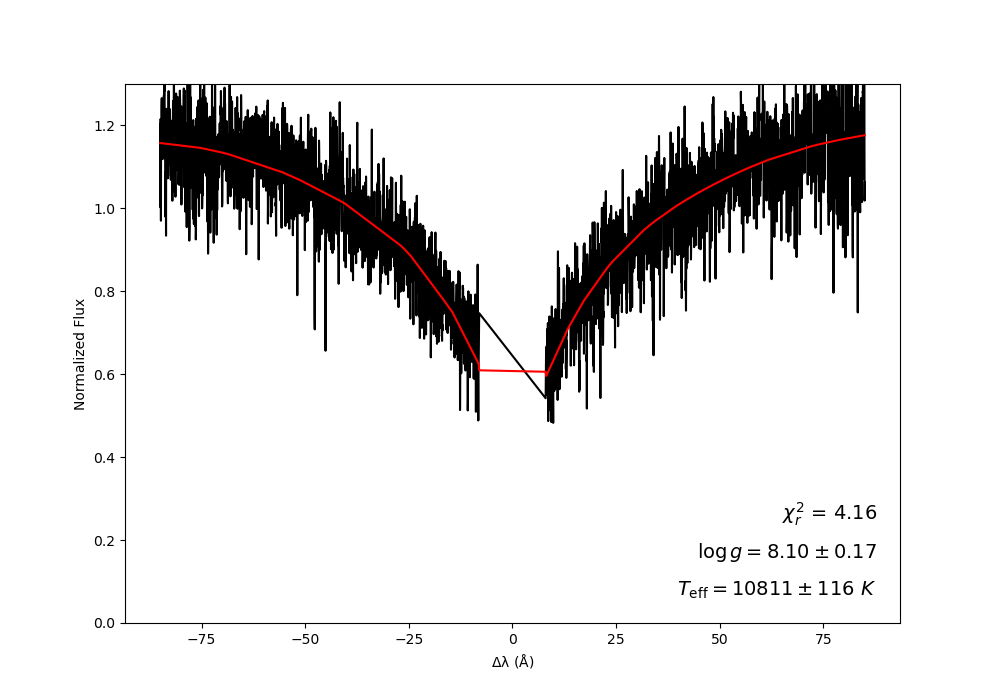 1.2
1.0
0.8
0.6
0.4
0.2
0.0
Normalized Flux
χ²ᵣ = 4.16
log g = 8.10 ± 0.17
T_eff = 10811 ± 116 K
−75 −50 −25 0 25 50 75
Δλ (Å)